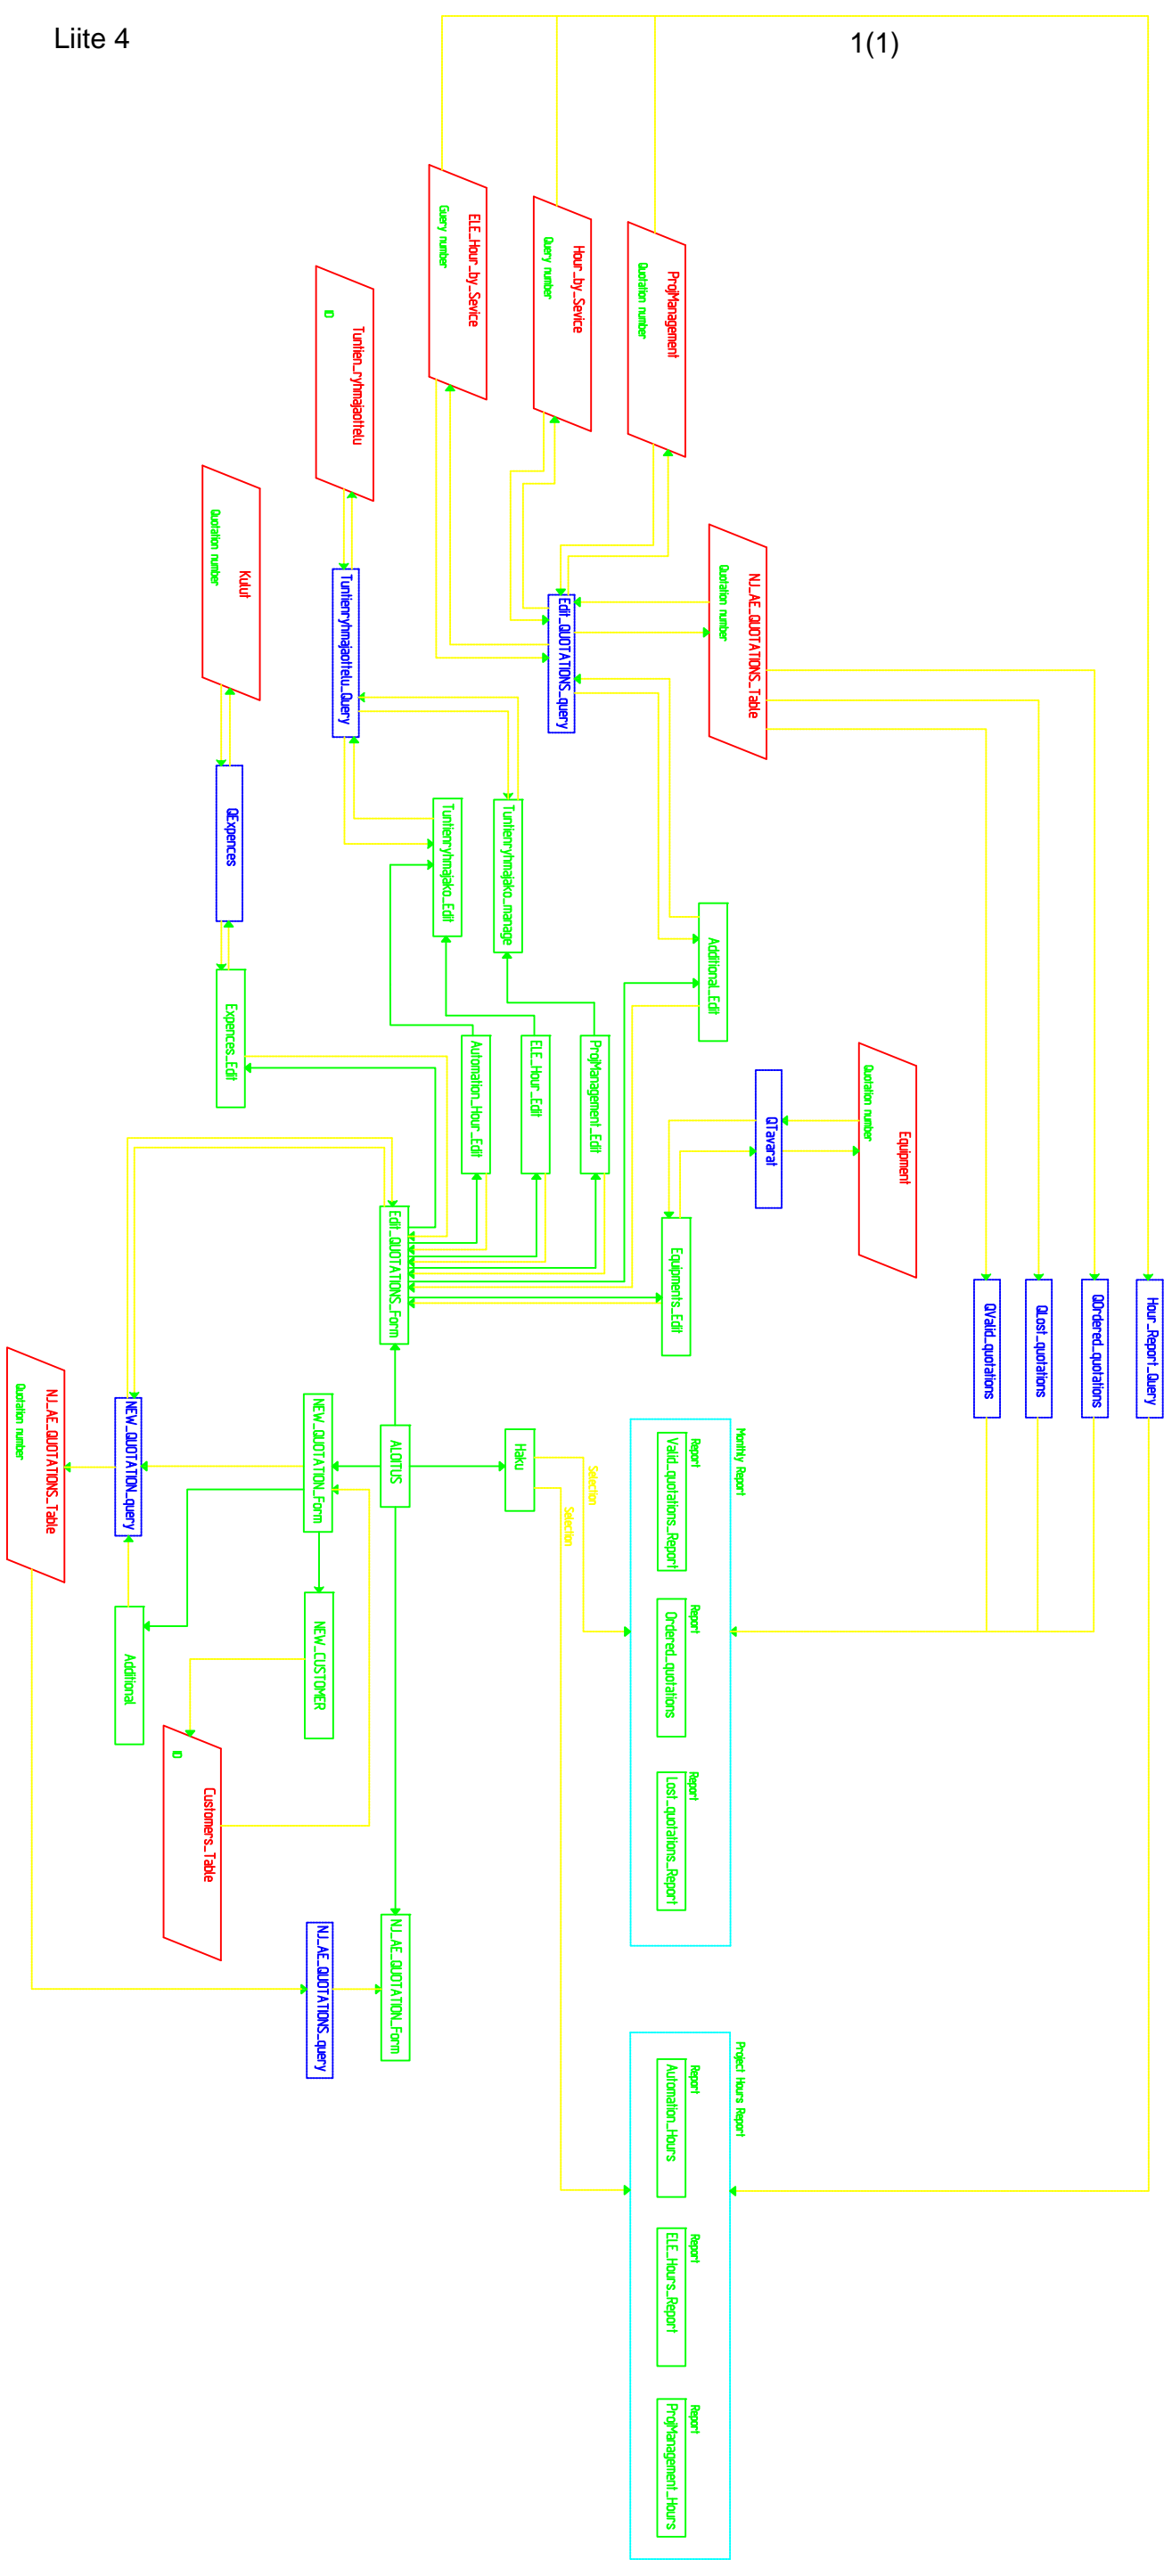 Liite 4
1(1)
ELE_Hour_by_Sevice
Guery number
Hour_by_Sevice
Query number
ProjManagement
Quotation number
Tuntien_ryhmajaottelu
ID
Kulut
Quotation number
NJ_AE_QUOTATIONS_Table
Quotation number
Edit_QUOTATIONS_query
Tuntienryhmajaottelu_Query
QExpences
Tuntienryhmajako_Edit
Tuntienryhmajako_manage
Additional_Edit
Expences_Edit
Automation_Hour_Edit
ELE_Hour_Edit
ProjManagement_Edit
QTavarat
Equipment
Quotation number
Edit_QUOTATIONS_Form
Equipments_Edit
QValid_quotations
QLost_quotations
QOrdered_quotations
Hour_Report_Query
NJ_AE_QUOTATIONS_Table
Quotation number
NEW_QUOTATION_query
NEW_QUOTATION_Form
ALOITUS
Haku
Selection
Selection
Monthly Report
Report
Valid_quotations_Report
Report
Ordered_quotations
Report
Lost_quotations_Report
Additional
NEW_CUSTOMER
Customers_Table
ID
NJ_AE_QUOTATIONS_query
NJ_AE_QUOTATION_Form
Project Hours Report
Report
Automation_Hours
Report
ELE_Hours_Report
Report
ProjManagement_Hours